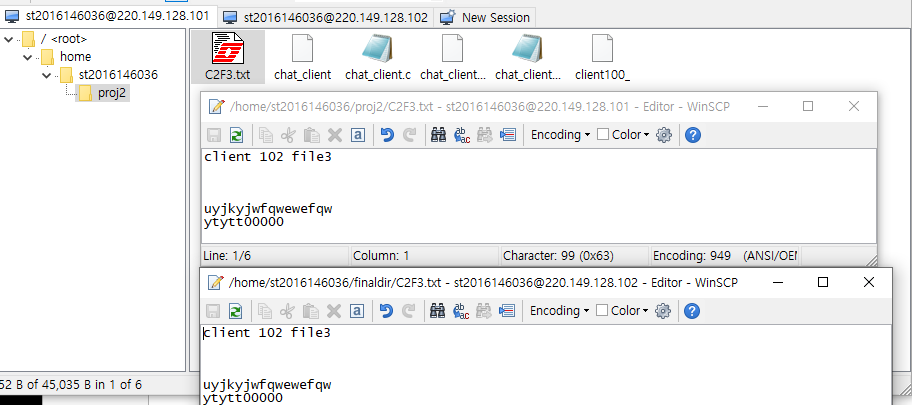 st2016146036@220.149.128.101
st2016146036@220.149.128.102
New Session
/ <root>
home
st2016146036
proj2
C2F3.txt
chat_client
chat_client.c
chat_client...
chat_client...
client100_
/home/st2016146036/proj2/C2F3.txt - st2016146036@220.149.128.101 - Editor - WinSCP
Encoding
Color
client 102 file3
uyjkyjwfqwewefqw
ytytt00000
Line: 1/6
Column: 1
Character: 99 (0x63)
Encoding: 949 (ANSI/OEM
/home/st2016146036/finaldir/C2F3.txt - st2016146036@220.149.128.102 - Editor - WinSCP
Encoding
Color
client 102 file3
uyjkyjwfqwewefqw
ytytt00000
52 B of 45,035 B in 1 of 6